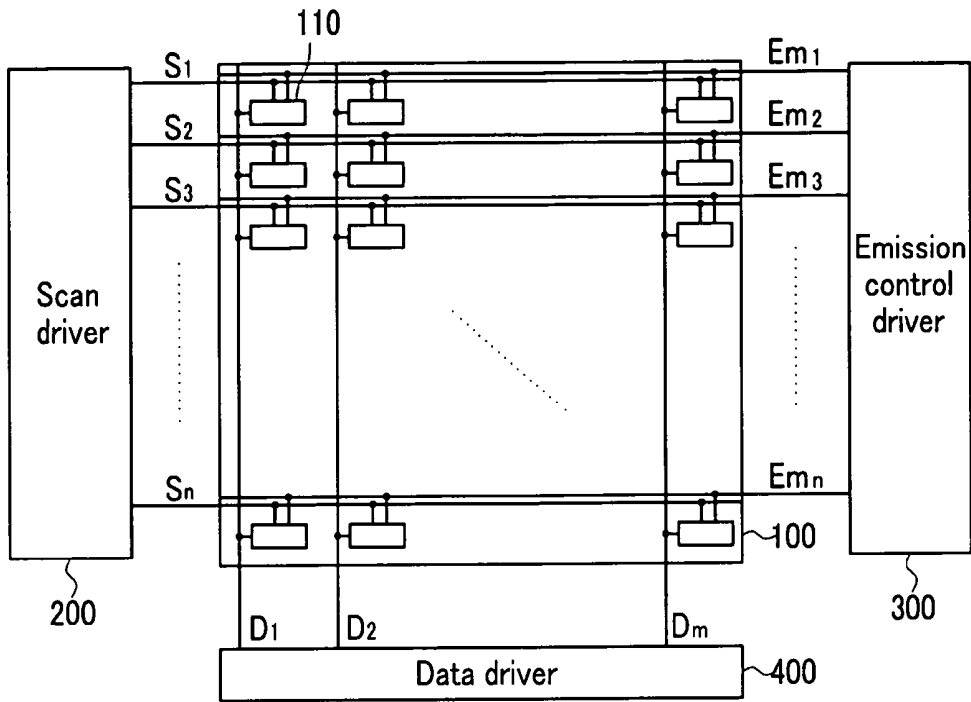 110
S1
Em1
S2
Em2
S3
Em3
Scan
driver
Emission
control
driver
Sn
Emn
100
200
300
D1
D2
Dm
Data driver
400